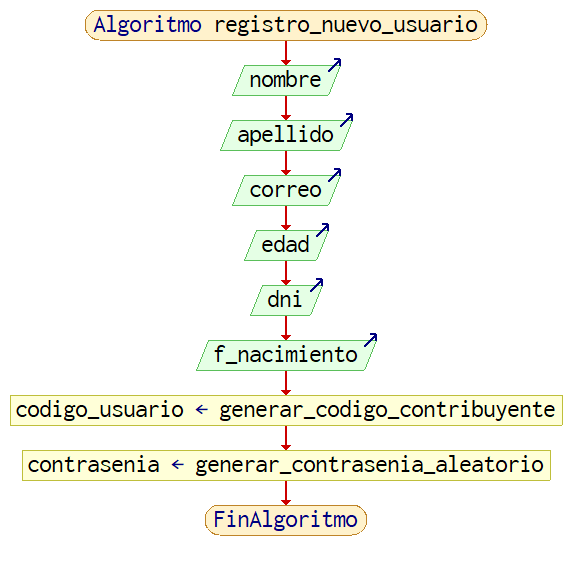 Algoritmo registro_nuevo_usuario
nombre
apellido
correo
edad
dni
f_nacimiento
codigo_usuario ← generar_codigo_contribuyente
contrasenia ← generar_contrasenia_aleatorio
FinAlgoritmo